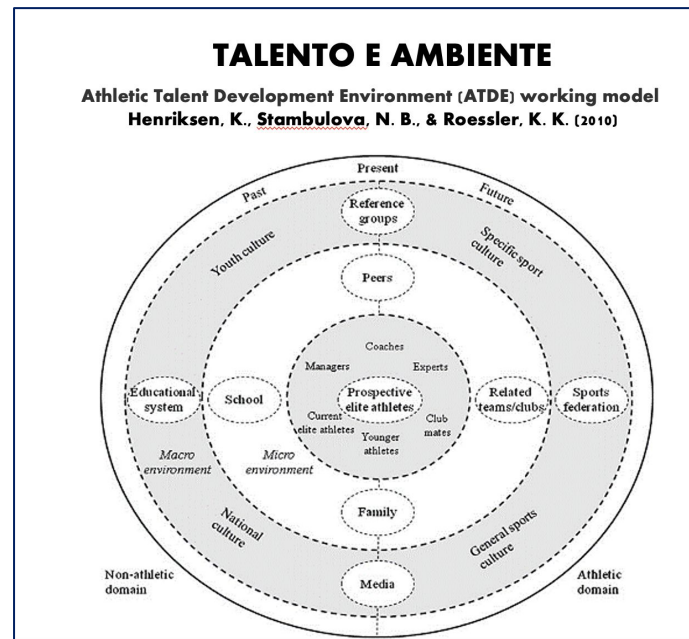 TALENTO E AMBIENTE
Athletic Talent Development Environment (ATDE) working model
Henriksen, K., Stambulova, N. B., & Roessler, K. K. (2010)
Present
Past
Future
Reference
groups
Youth culture
Specific sport
culture
Peers
Coaches
Managers
Experts
Educational
system
School
Prospective
elite athletes
Related
teams/clubs
Sports
federation
Current
elite athletes
Club
mates
Younger
athletes
Macro
environment
Micro
environment
Family
National
culture
General sports
culture
Media
Non-athletic
domain
Athletic
domain